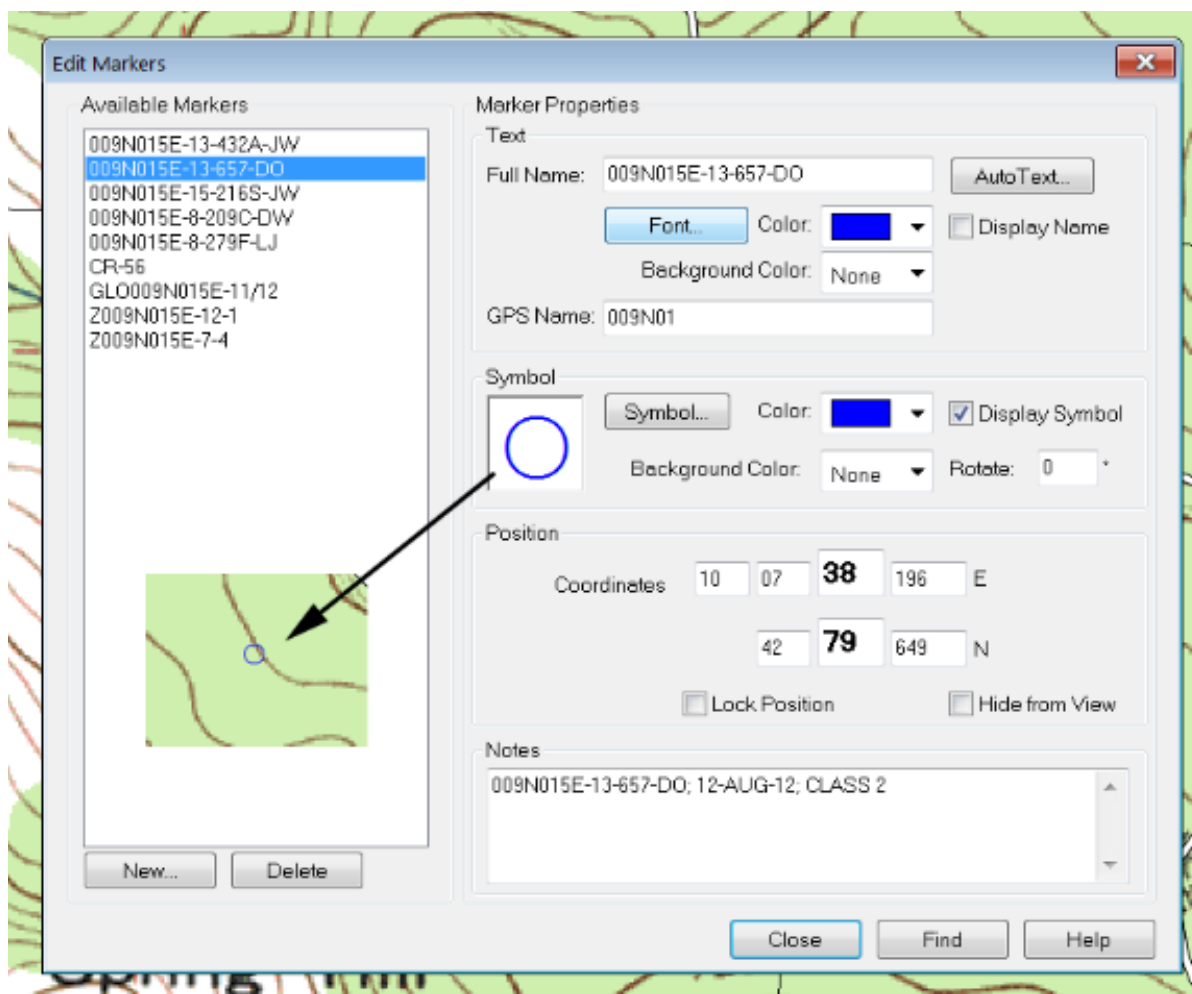 Edit Markers
Available Markers
009N015E-13-432A-JW
009N015E-13-657-DO
009N015E-15-216S-JW
009N015E-8-209C-DW
009N015E-8-279F-LJ
CR-56
GLO009N015E-11/12
Z009N015E-12-1
Z009N015E-7-4
New...
Delete
Marker Properties
Text
Full Name: 009N015E-13-657-DO AutoText...
Font... Color: Display Name
Background Color: None
GPS Name: 009N01
Symbol
Symbol... Color: Display Symbol
Background Color: None Rotate: 0 °
Position
Coordinates 10 07 38 196 E
42 79 649 N
Lock Position Hide from View
Notes
009N015E-13-657-DO; 12-AUG-12; CLASS 2
Close Find Help